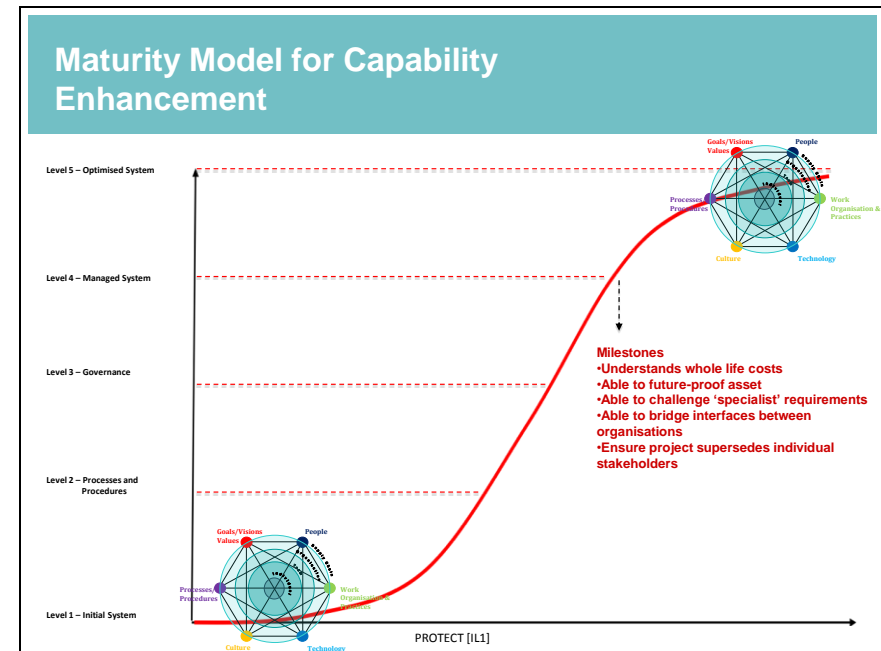 Maturity Model for Capability
Enhancement
Goals/Visions
Values
People
Level 5 – Optimised System
Processes/
Procedures
Work
Organisation &
Practices
Culture
Technology
Level 4 – Managed System
Milestones
•Understands whole life costs
•Able to future-proof asset
•Able to challenge ‘specialist’ requirements
•Able to bridge interfaces between
organisations
•Ensure project supersedes individual
stakeholders
Level 3 – Governance
Level 2 – Processes and
Procedures
Goals/Visions
Values
People
Processes/
Procedures
Work
Organisation &
Practices
Level 1 – Initial System
Culture
Technology
PROTECT [IL1]